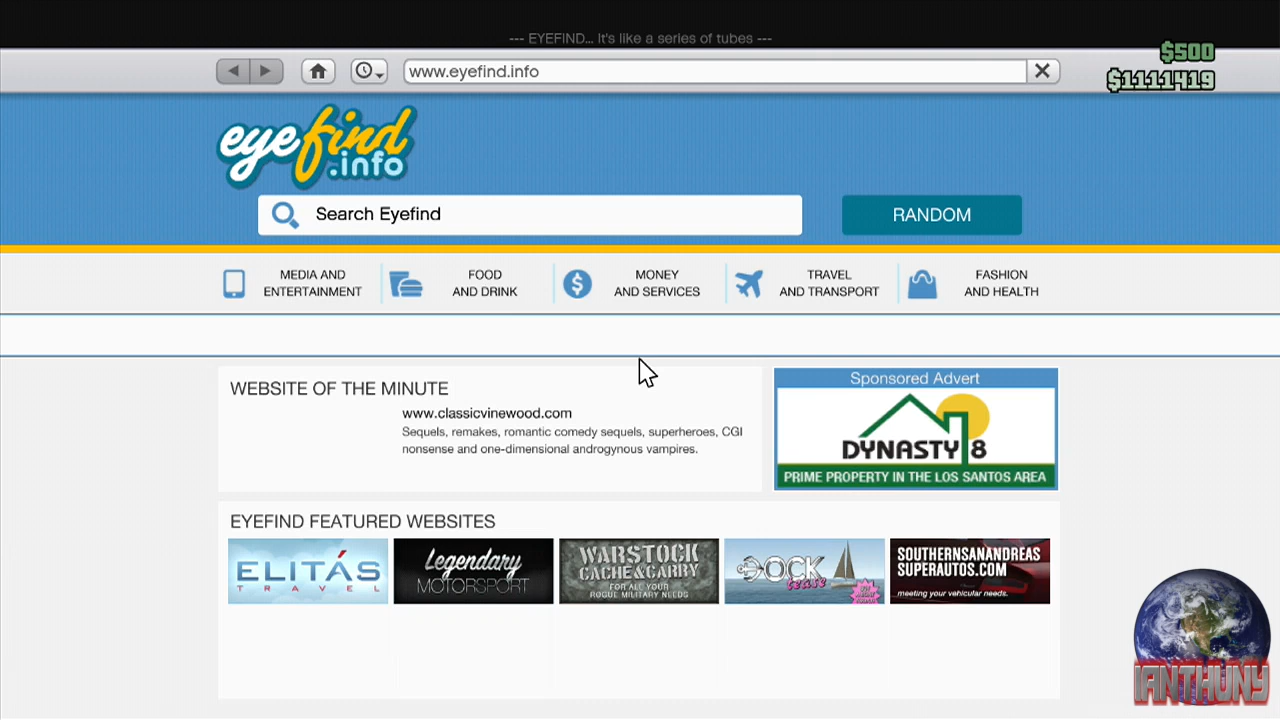 --- EYEFIND... It's like a series of tubes ---
$500
www.eyefind.info
$1111419
eyefind
.info
Search Eyefind
RANDOM
MEDIA AND
ENTERTAINMENT
FOOD
AND DRINK
MONEY
AND SERVICES
TRAVEL
AND TRANSPORT
FASHION
AND HEALTH
WEBSITE OF THE MINUTE
www.classicvinewood.com
Sequels, remakes, romantic comedy sequels, superheroes, CGI
nonsense and one-dimensional androgynous vampires.
Sponsored Advert
DYNASTY 8
PRIME PROPERTY IN THE LOS SANTOS AREA
EYEFIND FEATURED WEBSITES
ELITÁS
TRAVEL
Legendary
MOTORSPORT
WARSTOCK
CACHE & CARRY
FOR ALL YOUR
ROGUE MILITARY NEEDS
DOCK
tease
SOUTHERNSANANDREAS
SUPERAUTOS.COM
meeting your vehicular needs.
IANTHUNY